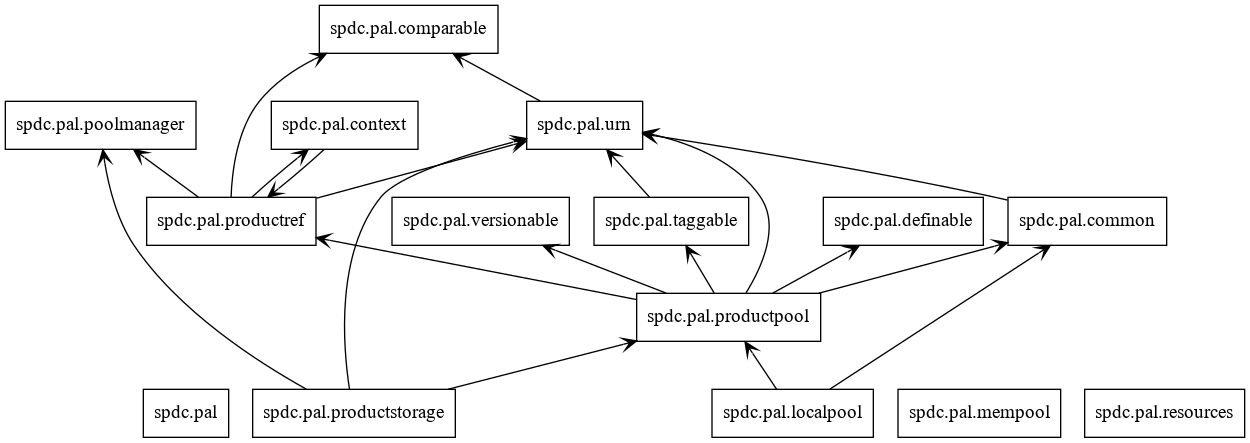 spdc.pal.comparable
spdc.pal.poolmanager
spdc.pal.context
spdc.pal.urn
spdc.pal.productref
spdc.pal.versionable
spdc.pal.taggable
spdc.pal.definable
spdc.pal.common
spdc.pal.productpool
spdc.pal
spdc.pal.productstorage
spdc.pal.localpool
spdc.pal.mempool
spdc.pal.resources